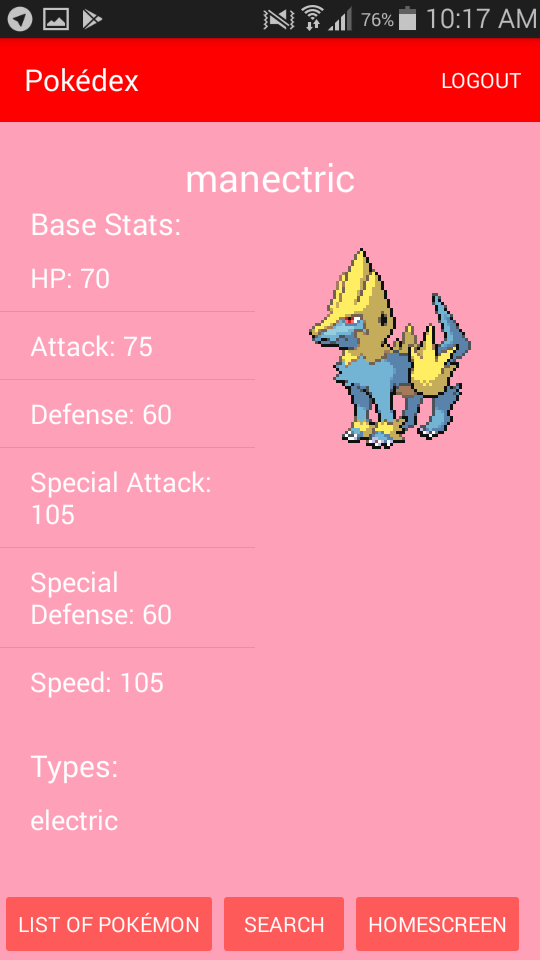 76% 10:17 AM
Pokédex LOGOUT
manectric
Base Stats:
HP: 70
Attack: 75
Defense: 60
Special Attack:
105
Special
Defense: 60
Speed: 105
Types:
electric
LIST OF POKÉMON SEARCH HOMESCREEN